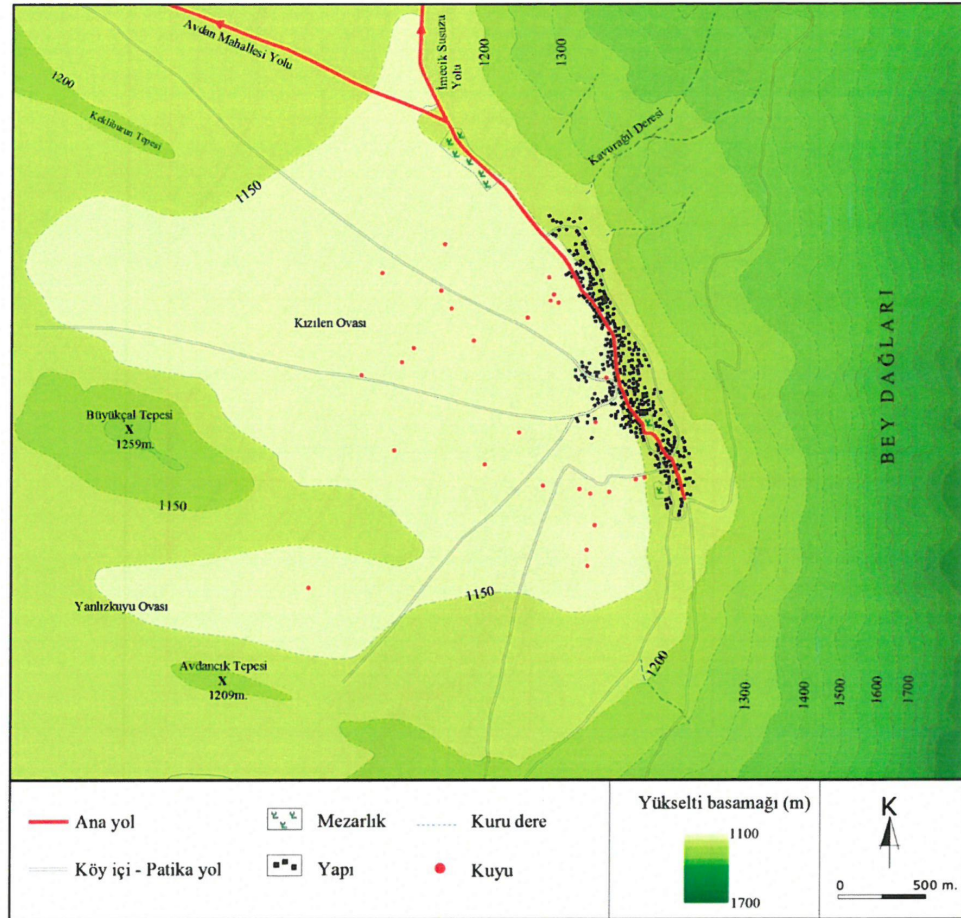 Avdan Mahallesi Yolu
İmecik Susuza
Yolu
1200
1300
1200
Kekliburun Tepesi
Kavurağıl Deresi
1150
Kızılen Ovası
BEY DAĞLARI
Büyükçal Tepesi
X
1259m.
1150
1150
Yanlızkuyu Ovası
Avdancık Tepesi
X
1209m.
1200
1300
1400
1500
1600
1700
Ana yol
Mezarlık
Kuru dere
Köy içi - Patika yol
Yapı
Kuyu
Yükselti basamağı (m)
1100
1700
K
0 500 m.